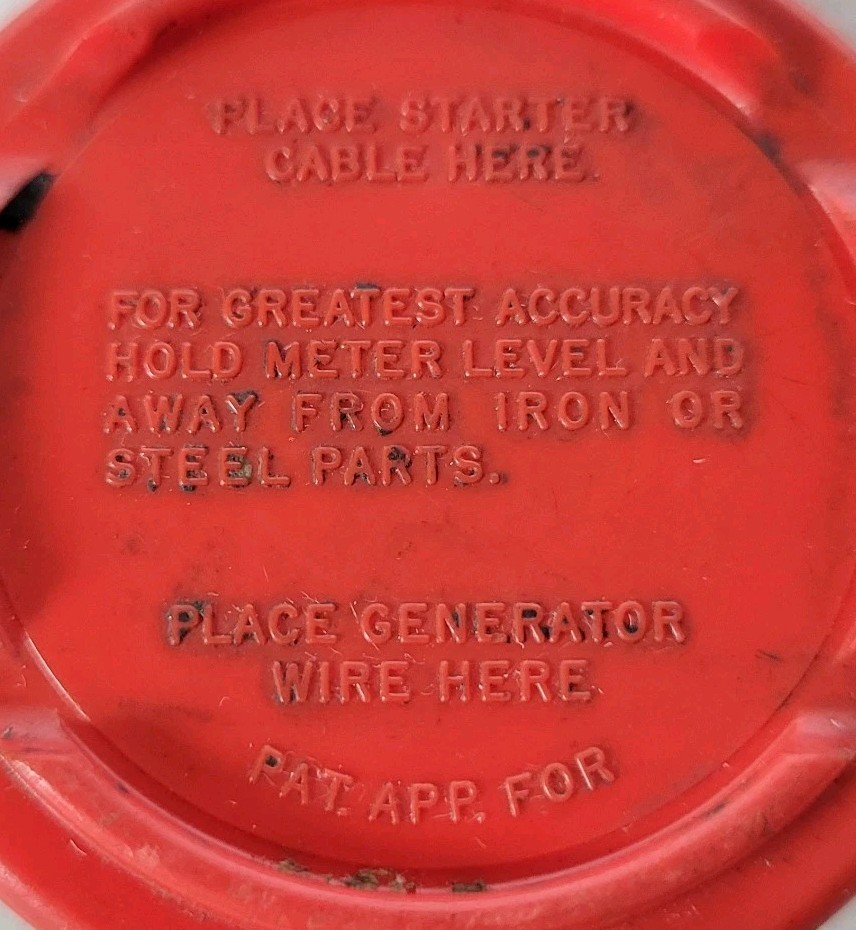 PLACE STARTER
CABLE HERE.
FOR GREATEST ACCURACY
HOLD METER LEVEL AND
AWAY FROM IRON OR
STEEL PARTS.
PLACE GENERATOR
WIRE HERE
PAT. APP. FOR